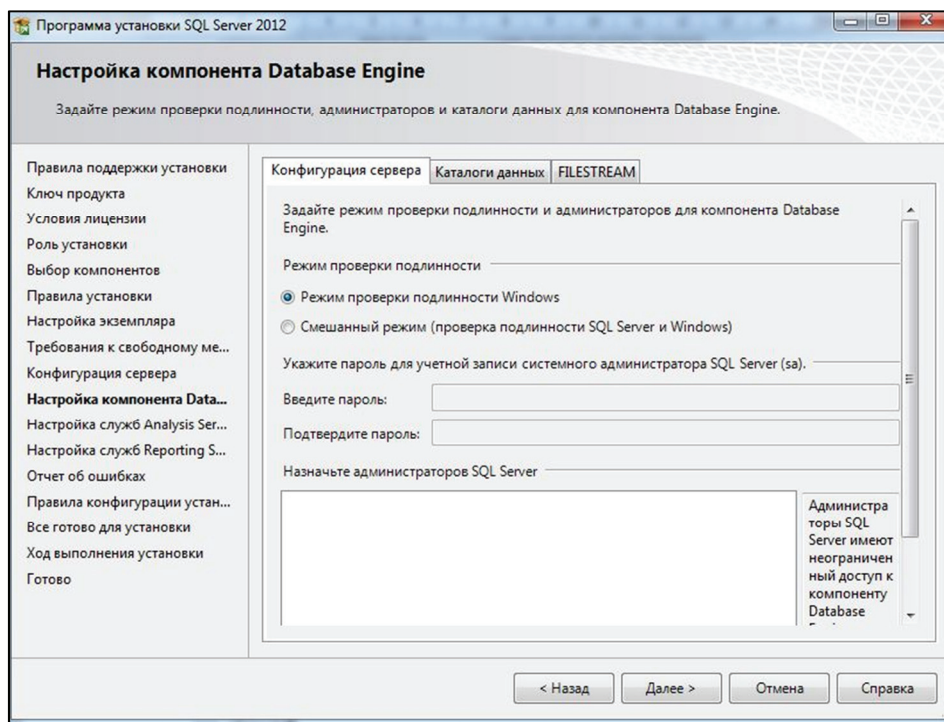 Программа установки SQL Server 2012
Настройка компонента Database Engine
Задайте режим проверки подлинности, администраторов и каталоги данных для компонента Database Engine.
Правила поддержки установки
Ключ продукта
Условия лицензии
Роль установки
Выбор компонентов
Правила установки
Настройка экземпляра
Требования к свободному ме...
Конфигурация сервера
Настройка компонента Data...
Настройка служб Analysis Ser...
Настройка служб Reporting S...
Отчет об ошибках
Правила конфигурации устан...
Все готово для установки
Ход выполнения установки
Готово
Конфигурация сервера
Каталоги данных
FILESTREAM
Задайте режим проверки подлинности и администраторов для компонента Database
Engine.
Режим проверки подлинности
Режим проверки подлинности Windows
Смешанный режим (проверка подлинности SQL Server и Windows)
Укажите пароль для учетной записи системного администратора SQL Server (sa).
Введите пароль:
Подтвердите пароль:
Назначьте администраторов SQL Server
Администра
торы SQL
Server имеют
неограничен
ный доступ к
компоненту
Database
< Назад
Далее >
Отмена
Справка